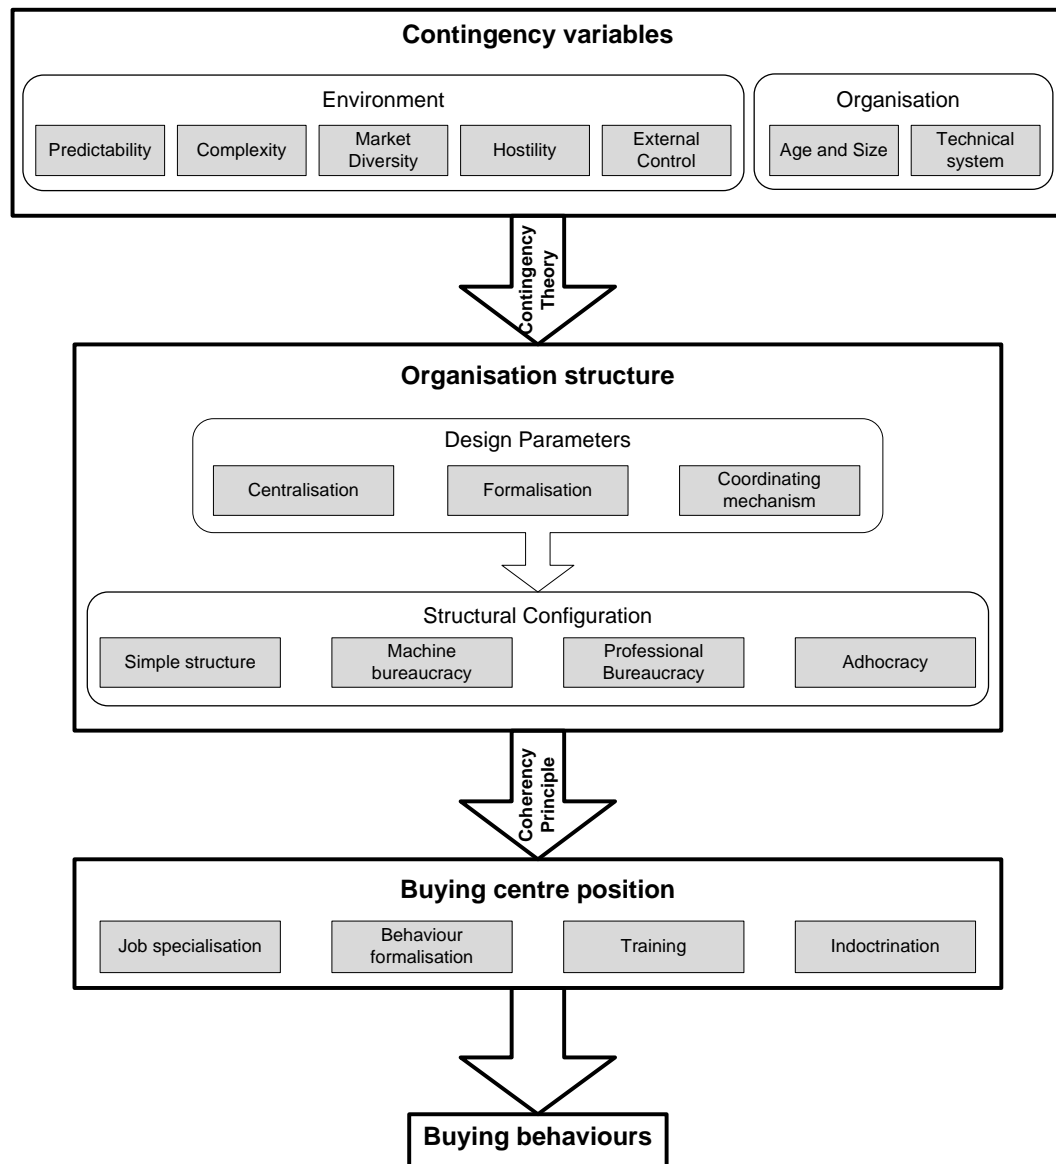 Contingency variables
Environment
Organisation
Predictability
Complexity
Market
Diversity
Hostility
External
Control
Age and Size
Technical
system
Contingency
Theory
Organisation structure
Design Parameters
Centralisation
Formalisation
Coordinating
mechanism
Structural Configuration
Simple structure
Machine
bureaucracy
Professional
Bureaucracy
Adhocracy
Coherency
Principle
Buying centre position
Job specialisation
Behaviour
formalisation
Training
Indoctrination
Buying behaviours